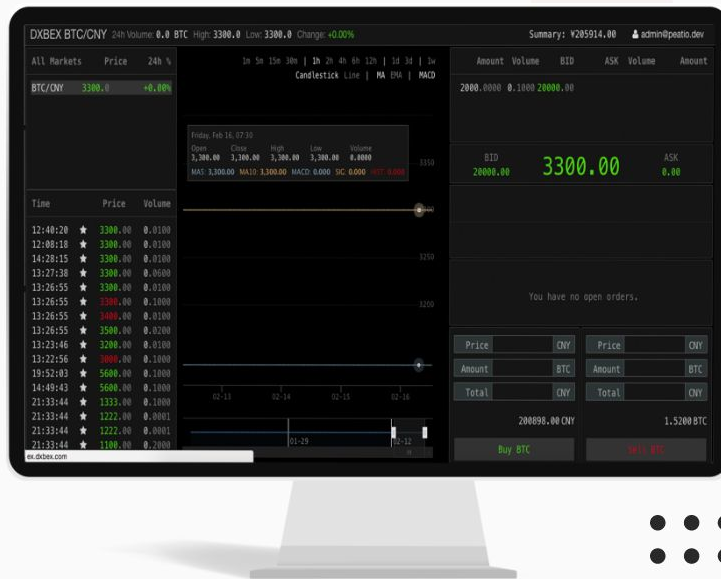 DXBEX BTC/CNY 24h Volume: 0.0 BTC High: 3300.0 Low: 3300.0 Change: +0.00% Summary: ¥205914.00 admin@peatio.dev
All Markets Price 24h %
BTC/CNY 3300.0 +0.00%
1m 5m 15m 30m | 1h 2h 4h 6h 12h | 1d 3d | 1w
Candlestick Line | MA EMA | MACD
Friday, Feb 16, 07:30
Open Close High Low Volume
3,300.00 3,300.00 3,300.00 3,300.00 0.0000
MA5: 3,300.00 MA10: 3,300.00 MACD: 0.000 SIG: 0.000 HIST: 0.000
3350
3250
3200
02-13 02-14 02-15 02-16
01-29 02-12
Time Price Volume
12:40:20 ★ 3300.00 0.0100
12:08:18 ★ 3300.00 0.0100
14:28:15 ★ 3300.00 0.0100
13:27:38 ★ 3300.00 0.0600
13:26:55 ★ 3300.00 0.0100
13:26:55 ★ 3300.00 0.1000
13:26:55 ★ 3400.00 0.0100
13:26:55 ★ 3500.00 0.0200
13:23:46 ★ 3200.00 0.0100
13:22:56 ★ 3000.00 0.1000
19:52:03 ★ 5600.00 0.1000
14:49:43 ★ 5600.00 0.1000
21:33:44 ★ 1333.00 0.1000
21:33:44 ★ 1222.00 0.0001
21:33:44 ★ 1222.00 0.0001
21:33:44 ★ 1100.00 0.2000
ex.dxbex.com
Amount Volume BID ASK Volume Amount
2000.0000 0.1000 20000.00
BID 3300.00 ASK
20000.00 0.00
You have no open orders.
Price CNY Price CNY
Amount BTC Amount BTC
Total CNY Total CNY
200898.00 CNY 1.5200 BTC
Buy BTC Sell BTC